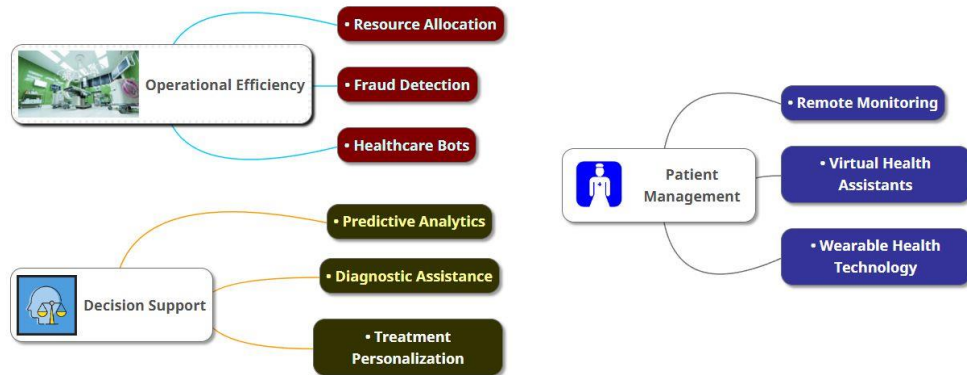 • Resource Allocation
Operational Efficiency
• Fraud Detection
• Healthcare Bots
• Predictive Analytics
• Diagnostic Assistance
Decision Support
• Treatment
Personalization
• Remote Monitoring
Patient
Management
• Virtual Health
Assistants
• Wearable Health
Technology